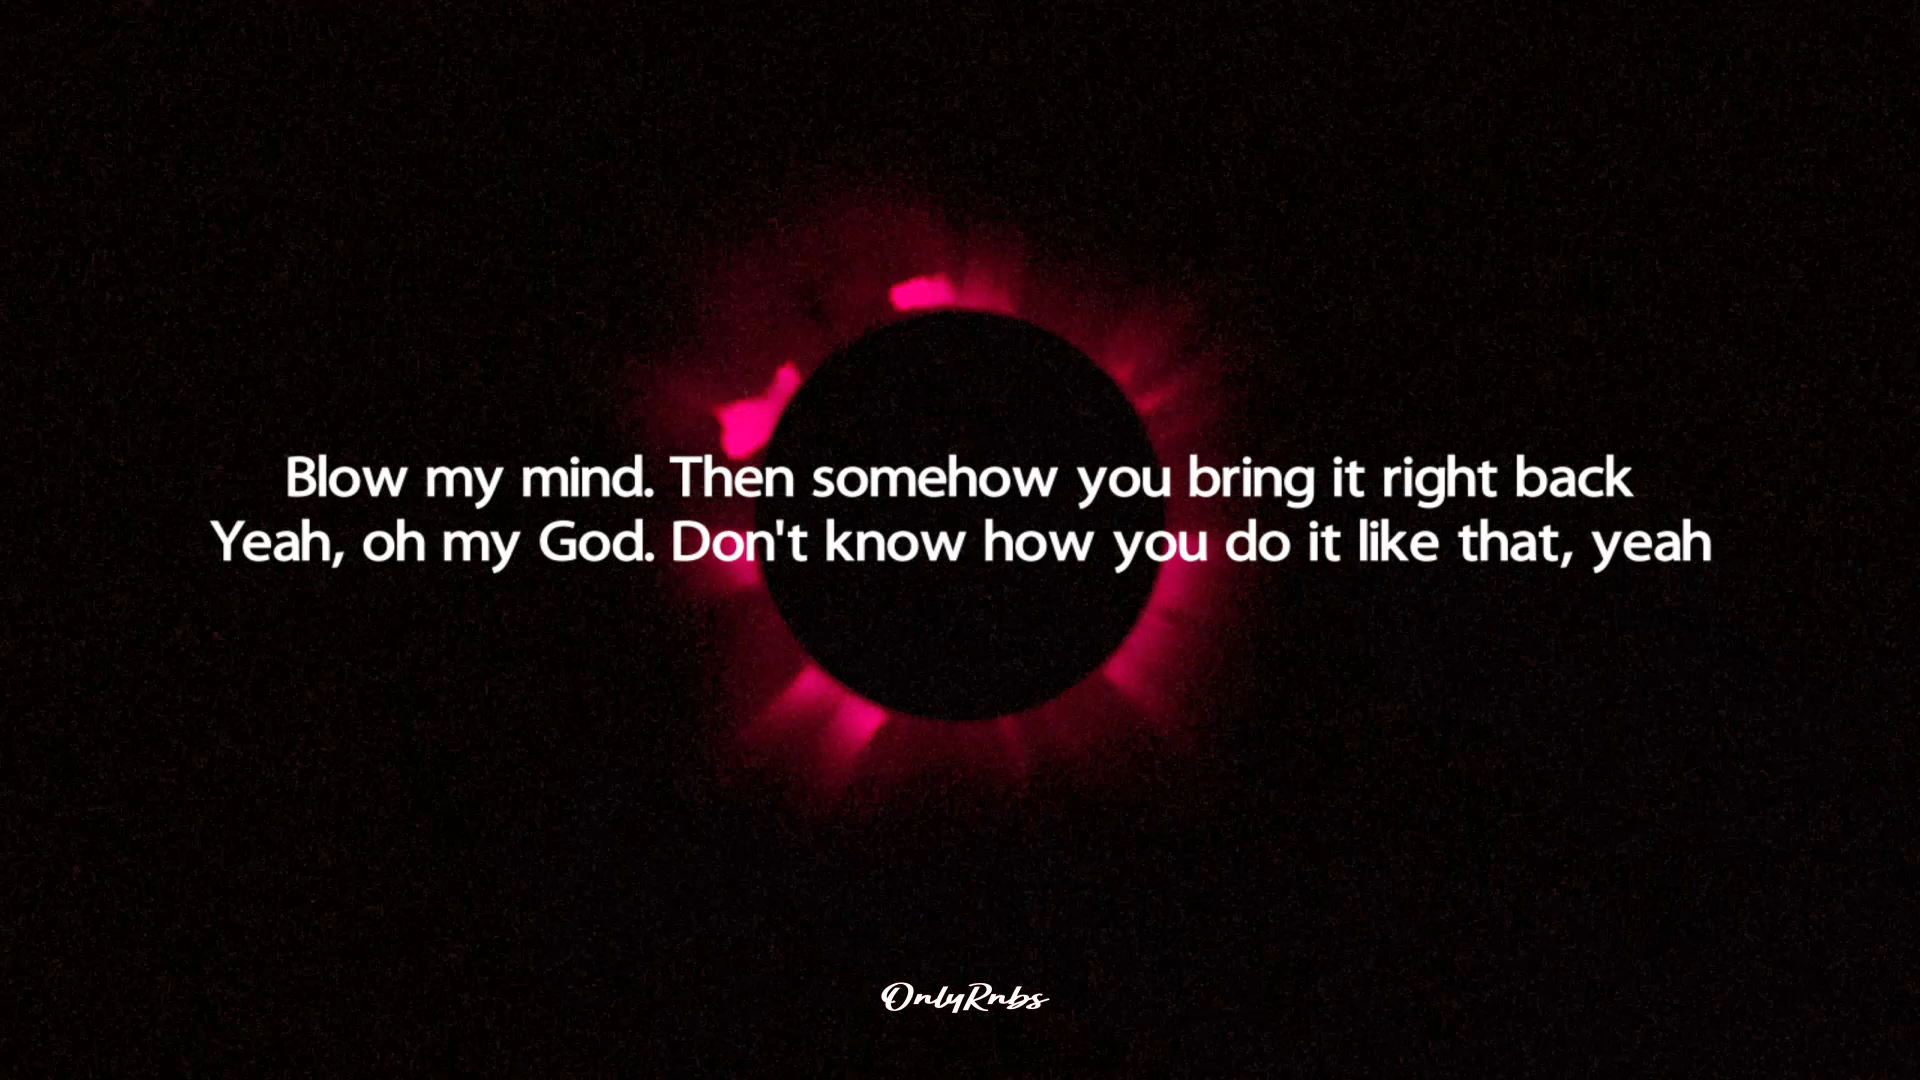 Blow my mind. Then somehow you bring it right back
Yeah, oh my God. Don't know how you do it like that, yeah
OnlyRnbs